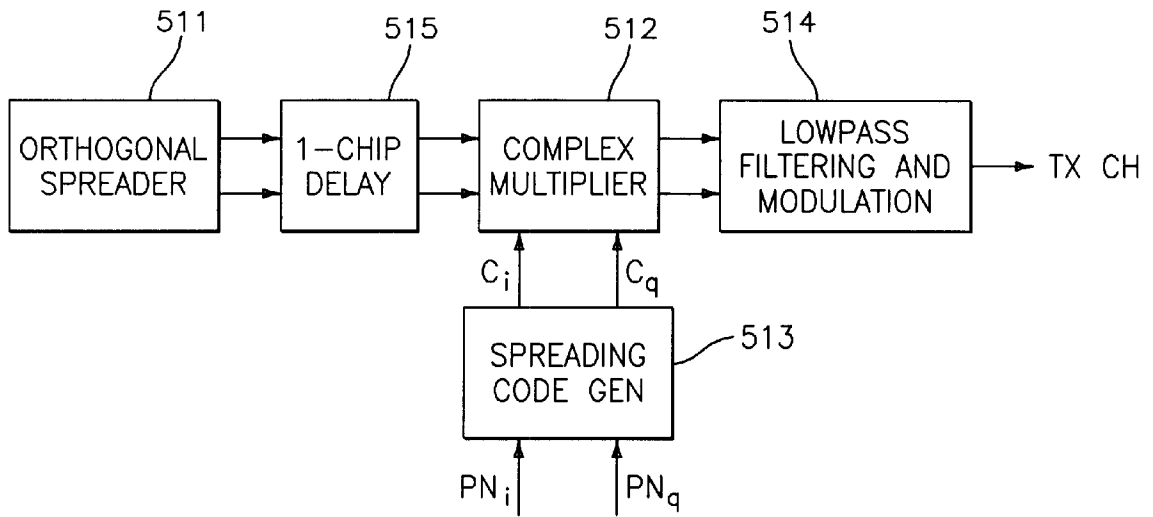 511
515
512
514
ORTHOGONAL
SPREADER
1-CHIP
DELAY
COMPLEX
MULTIPLIER
LOWPASS
FILTERING AND
MODULATION
TX CH
Ci
Cq
SPREADING
CODE GEN
513
PNi
PNq